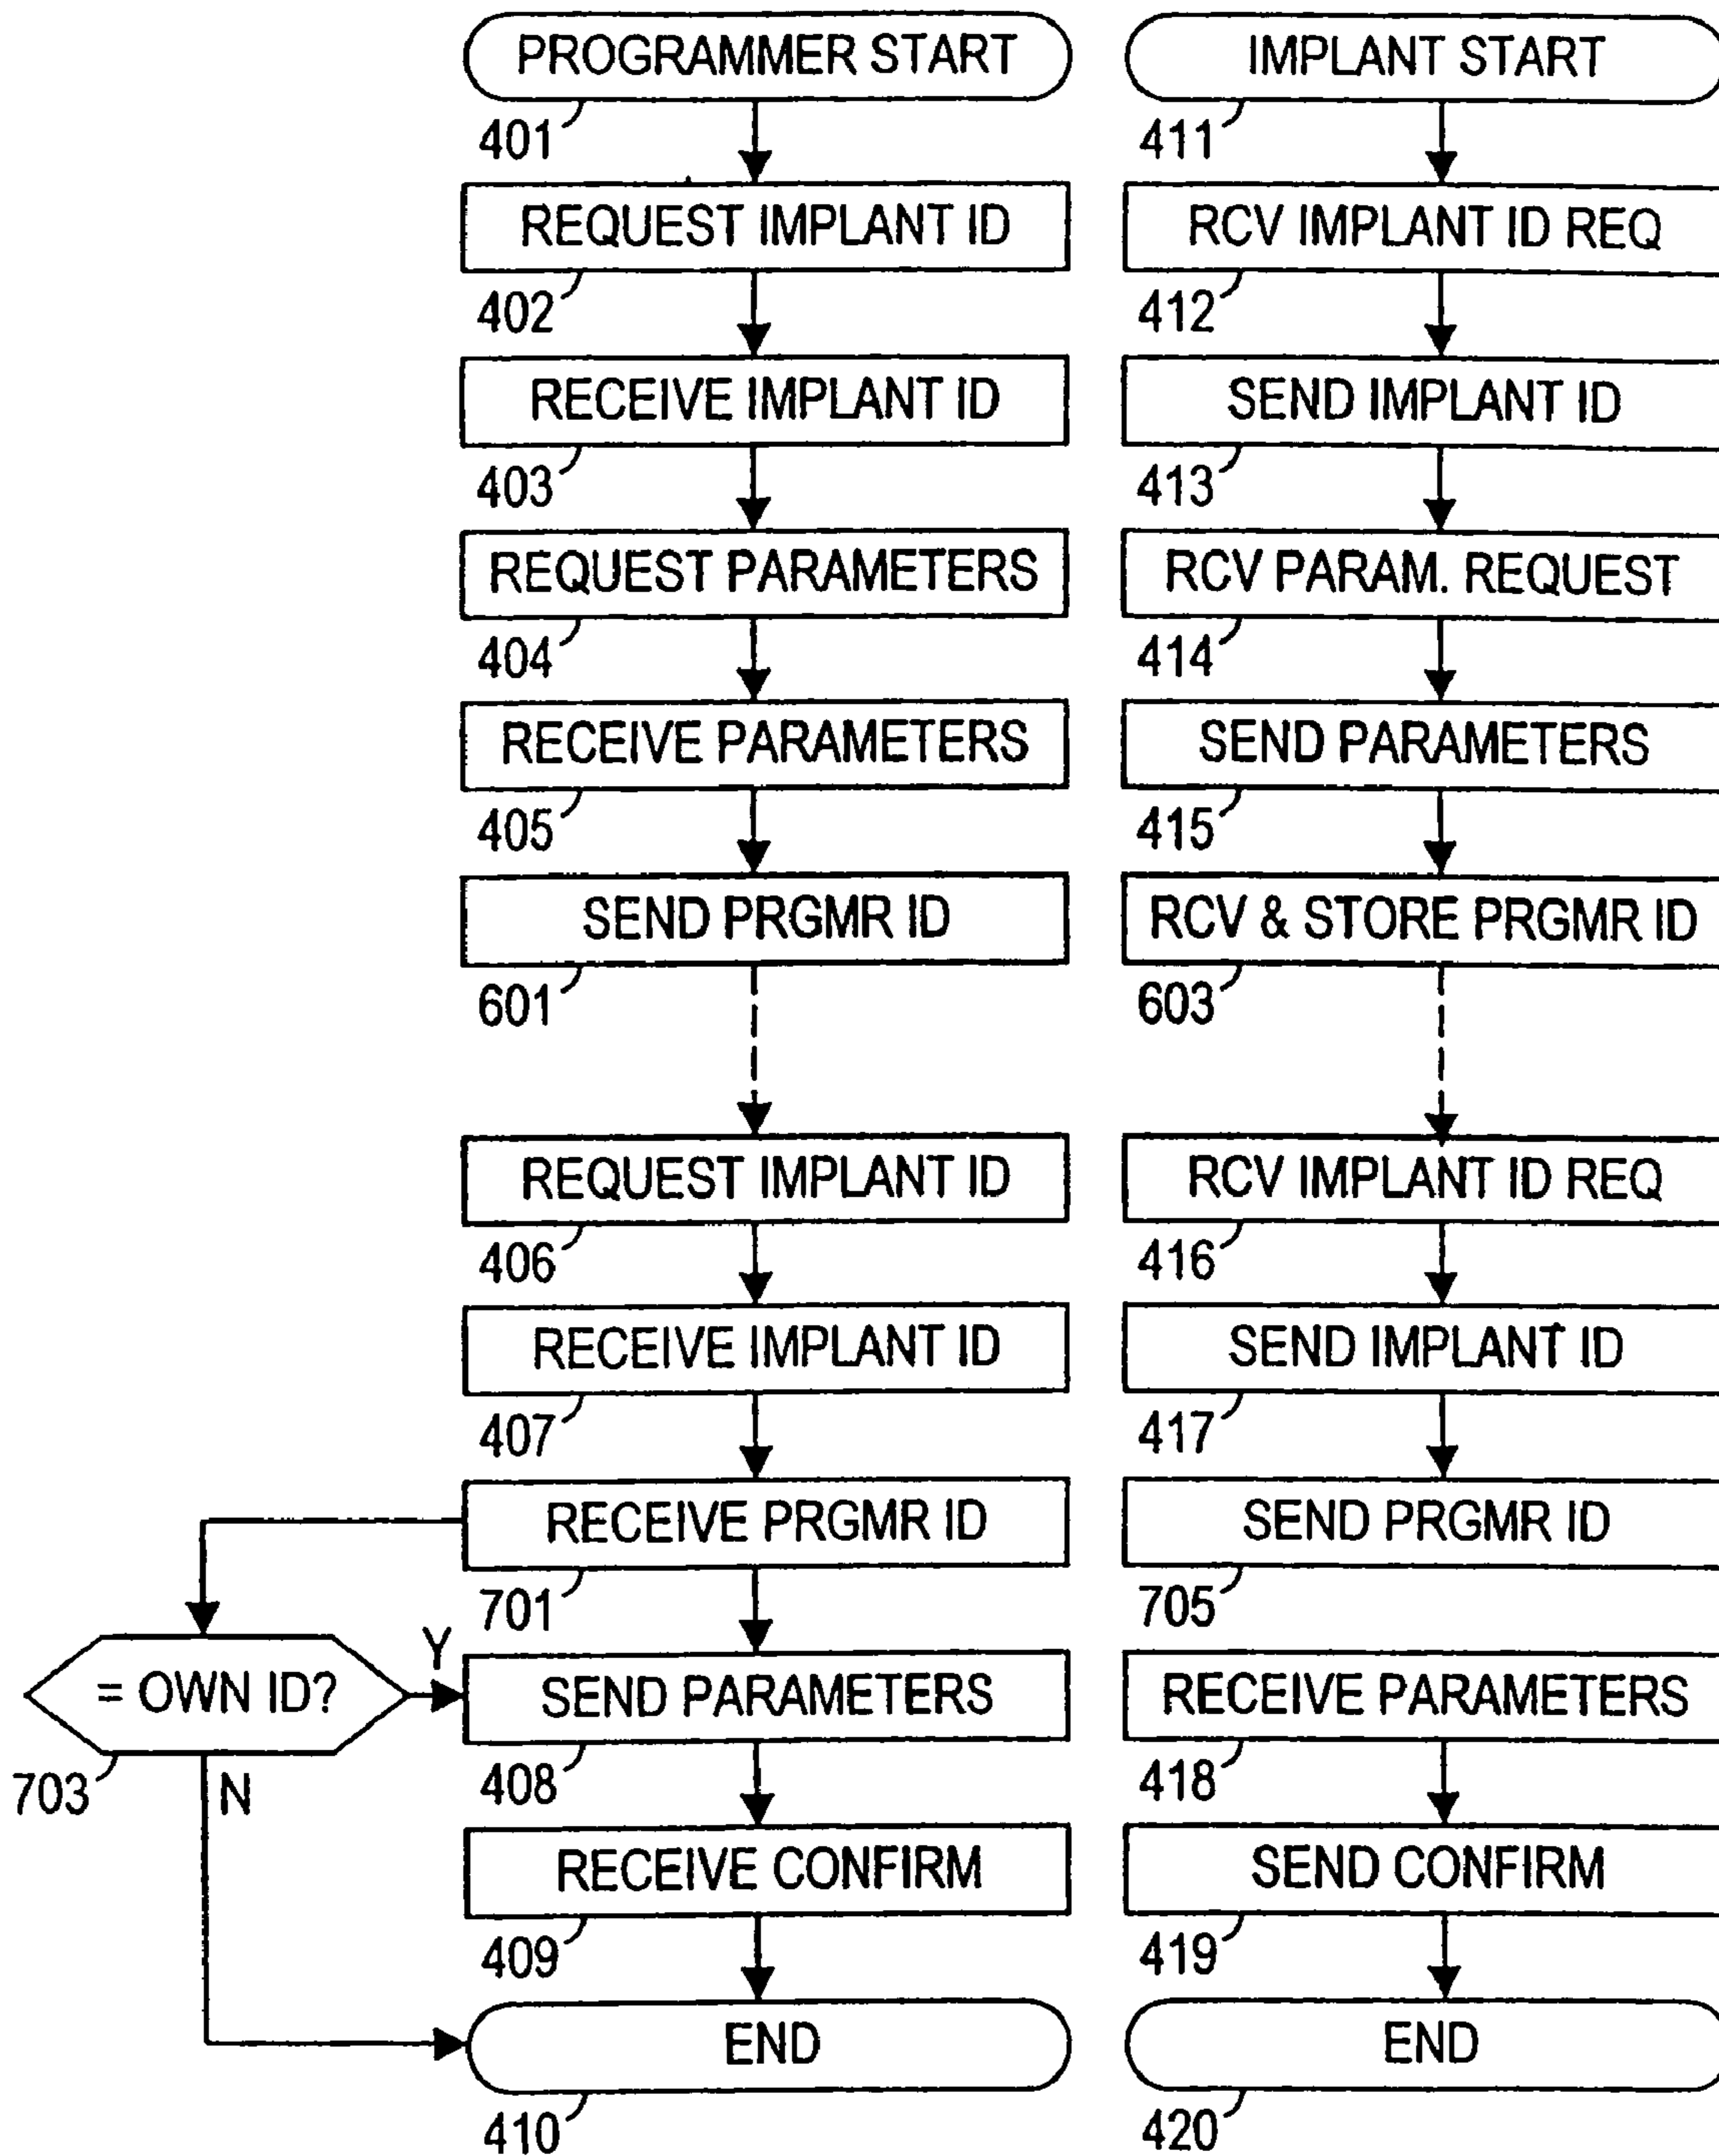 PROGRAMMER START
401
REQUEST IMPLANT ID
402
RECEIVE IMPLANT ID
403
REQUEST PARAMETERS
404
RECEIVE PARAMETERS
405
SEND PRGMR ID
601
REQUEST IMPLANT ID
406
RECEIVE IMPLANT ID
407
RECEIVE PRGMR ID
701
= OWN ID?
703
Y
N
SEND PARAMETERS
408
RECEIVE CONFIRM
409
END
410
IMPLANT START
411
RCV IMPLANT ID REQ
412
SEND IMPLANT ID
413
RCV PARAM. REQUEST
414
SEND PARAMETERS
415
RCV & STORE PRGMR ID
603
RCV IMPLANT ID REQ
416
SEND IMPLANT ID
417
SEND PRGMR ID
705
RECEIVE PARAMETERS
418
SEND CONFIRM
419
END
420